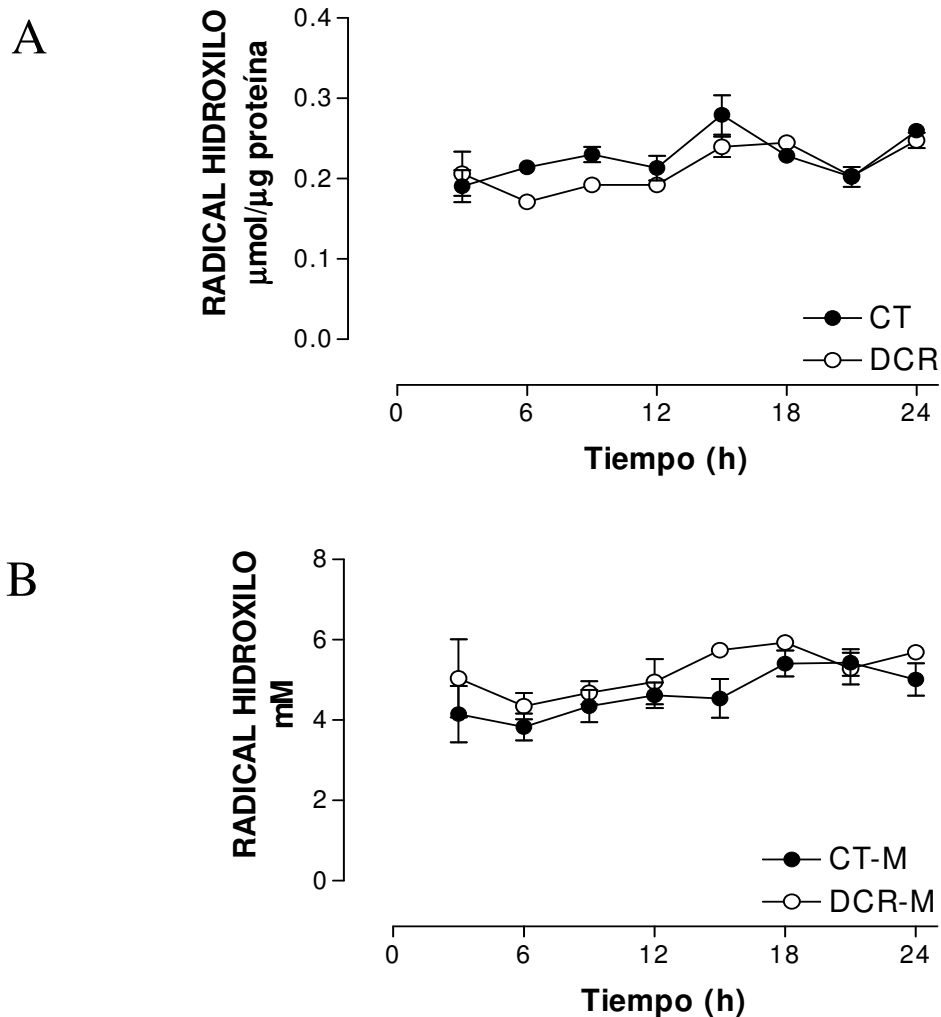 A
RADICAL HIDROXILO
µmol/µg proteína
0.4
0.3
0.2
0.1
0.0
CT
DCR
0 6 12 18 24
Tiempo (h)
B
RADICAL HIDROXILO
mM
8
6
4
2
0
CT-M
DCR-M
0 6 12 18 24
Tiempo (h)